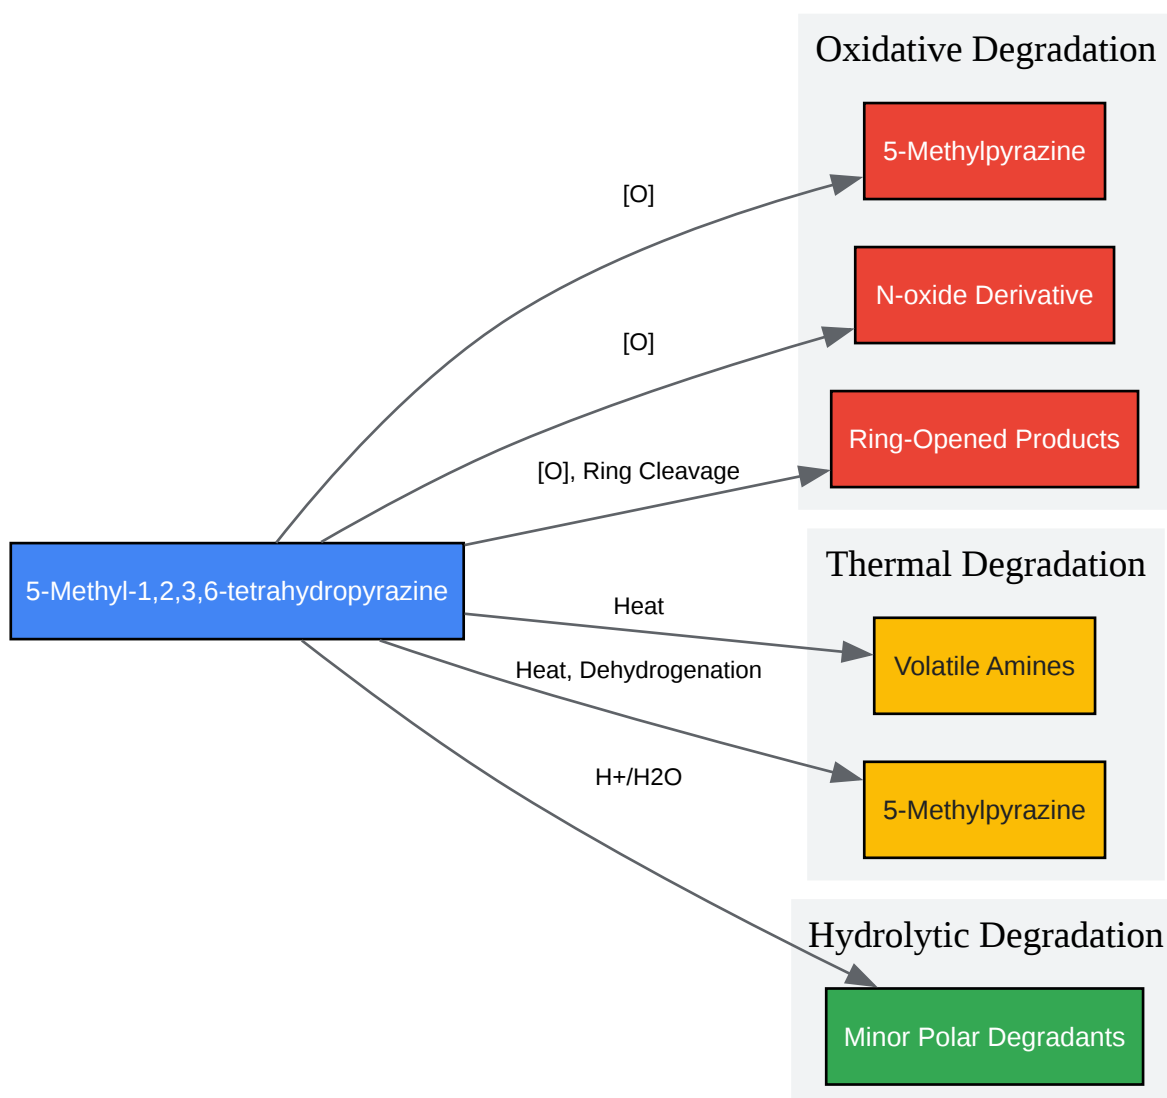 Oxidative Degradation
5-Methylpyrazine
[O]
N-oxide Derivative
[O]
Ring-Opened Products
[O], Ring Cleavage
5-Methyl-1,2,3,6-tetrahydropyrazine
Thermal Degradation
Heat
Volatile Amines
Heat, Dehydrogenation
5-Methylpyrazine
H+/H2O
Hydrolytic Degradation
Minor Polar Degradants